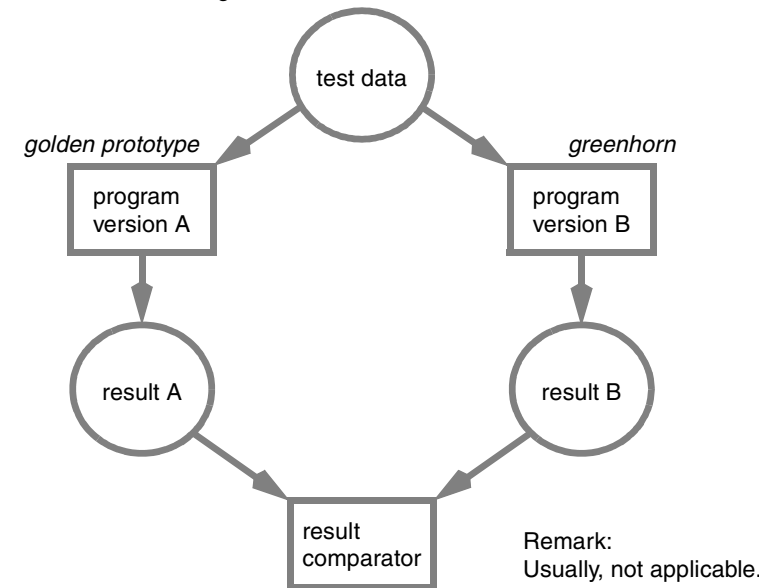 test data
golden prototype
greenhorn
program
version A
program
version B
result A
result B
result
comparator
Remark:
Usually, not applicable.